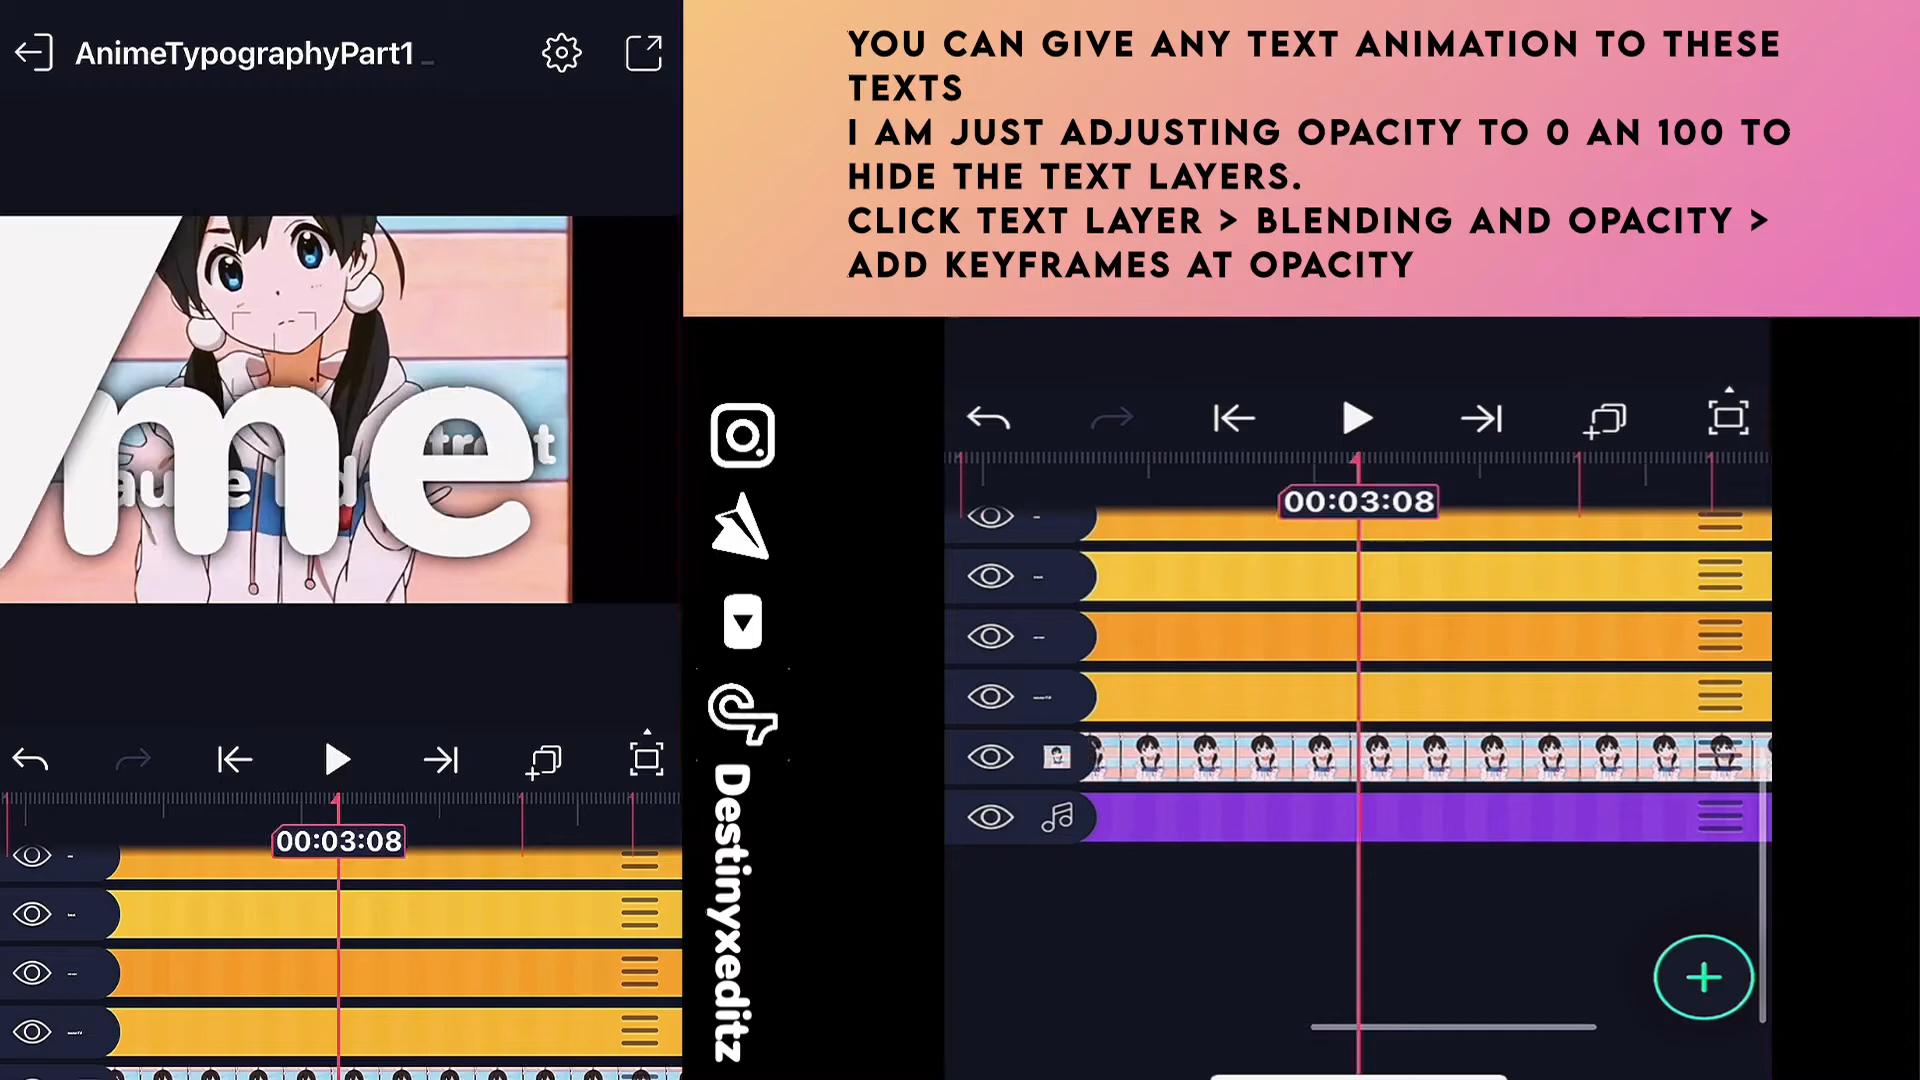 AnimeTypographyPart1
YOU CAN GIVE ANY TEXT ANIMATION TO THESE
TEXTS
I AM JUST ADJUSTING OPACITY TO 0 AN 100 TO
HIDE THE TEXT LAYERS.
CLICK TEXT LAYER > BLENDING AND OPACITY >
ADD KEYFRAMES AT OPACITY
me
00:03:08
00:03:08
Destinyxeditz